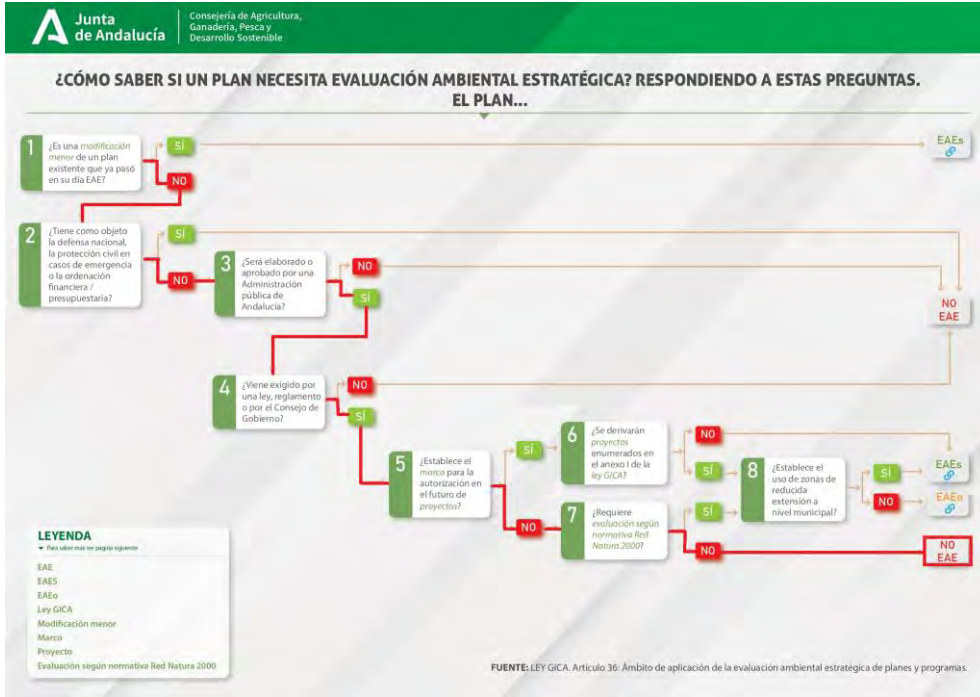 Junta
de Andalucía
Consejería de Agricultura,
Ganadería, Pesca y
Desarrollo Sostenible
¿CÓMO SABER SI UN PLAN NECESITA EVALUACIÓN AMBIENTAL ESTRATÉGICA? RESPONDIENDO A ESTAS PREGUNTAS.
EL PLAN...
1
¿Es una modificación
menor de un plan
existente que ya pasó
en su día EAE?
SÍ
NO
EAEs
2
¿Tiene como objeto
la defensa nacional,
la protección civil en
casos de emergencia
o la ordenación
financiera /
presupuestaria?
SÍ
NO
3
¿Será elaborado o
aprobado por una
Administración
pública de
Andalucía?
NO
SÍ
NO
EAE
4
¿Viene exigido por
una ley, reglamento
o por el Consejo de
Gobierno?
NO
SÍ
5
¿Establece el
marco para la
autorización en
el futuro de
proyectos?
SÍ
NO
6
¿Se derivarán
proyectos
enumerados en
el anexo I de la
ley GICA?
NO
SÍ
7
¿Requiere
evaluación según
normativa Red
Natura 2000?
SÍ
NO
8
¿Establece el
uso de zonas de
reducida
extensión a
nivel municipal?
SÍ
NO
EAEs
EAEo
NO
EAE
LEYENDA
Para saber más ver pagina siguiente
EAE
EAES
EAEo
Ley GICA
Modificación menor
Marco
Proyecto
Evaluación según normativa Red Natura 2000
FUENTE: LEY GICA. Artículo 36: Ámbito de aplicación de la evaluación ambiental estratégica de planes y programas.